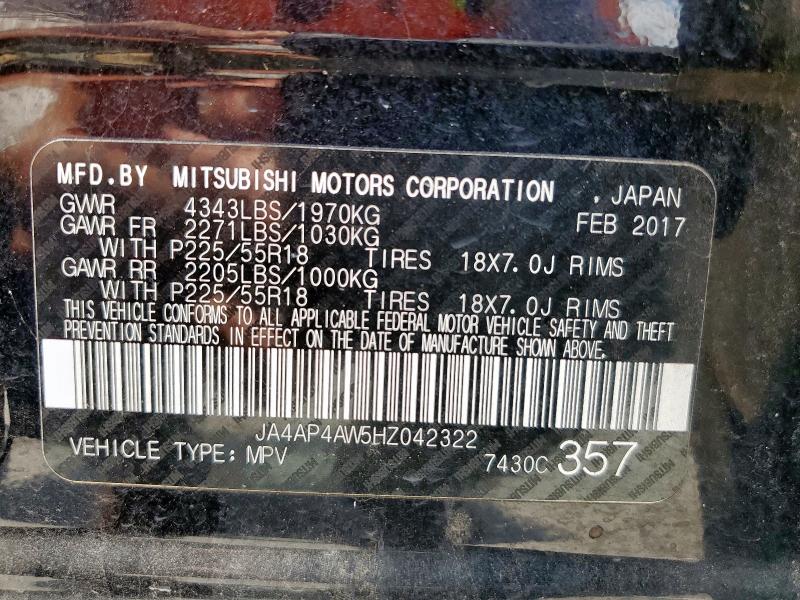 MFD.BY MITSUBISHI MOTORS CORPORATION , JAPAN
GVWR 4343LBS/1970KG FEB 2017
GAWR FR 2271LBS/1030KG
WITH P225/55R18 TIRES 18X7.0J RIMS
GAWR RR 2205LBS/1000KG
WITH P225/55R18 TIRES 18X7.0J RIMS
THIS VEHICLE CONFORMS TO ALL APPLICABLE FEDERAL MOTOR VEHICLE SAFETY AND THEFT
PREVENTION STANDARDS IN EFFECT ON THE DATE OF MANUFACTURE SHOWN ABOVE.
JA4AP4AW5HZ042322
VEHICLE TYPE: MPV 7430C 357